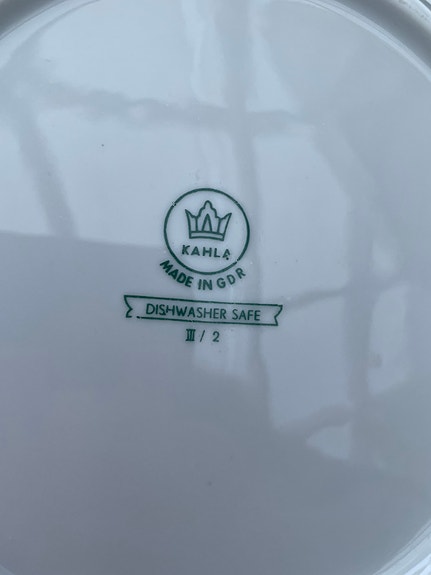 KAHLA
MADE IN GDR
DISHWASHER SAFE
III / 2